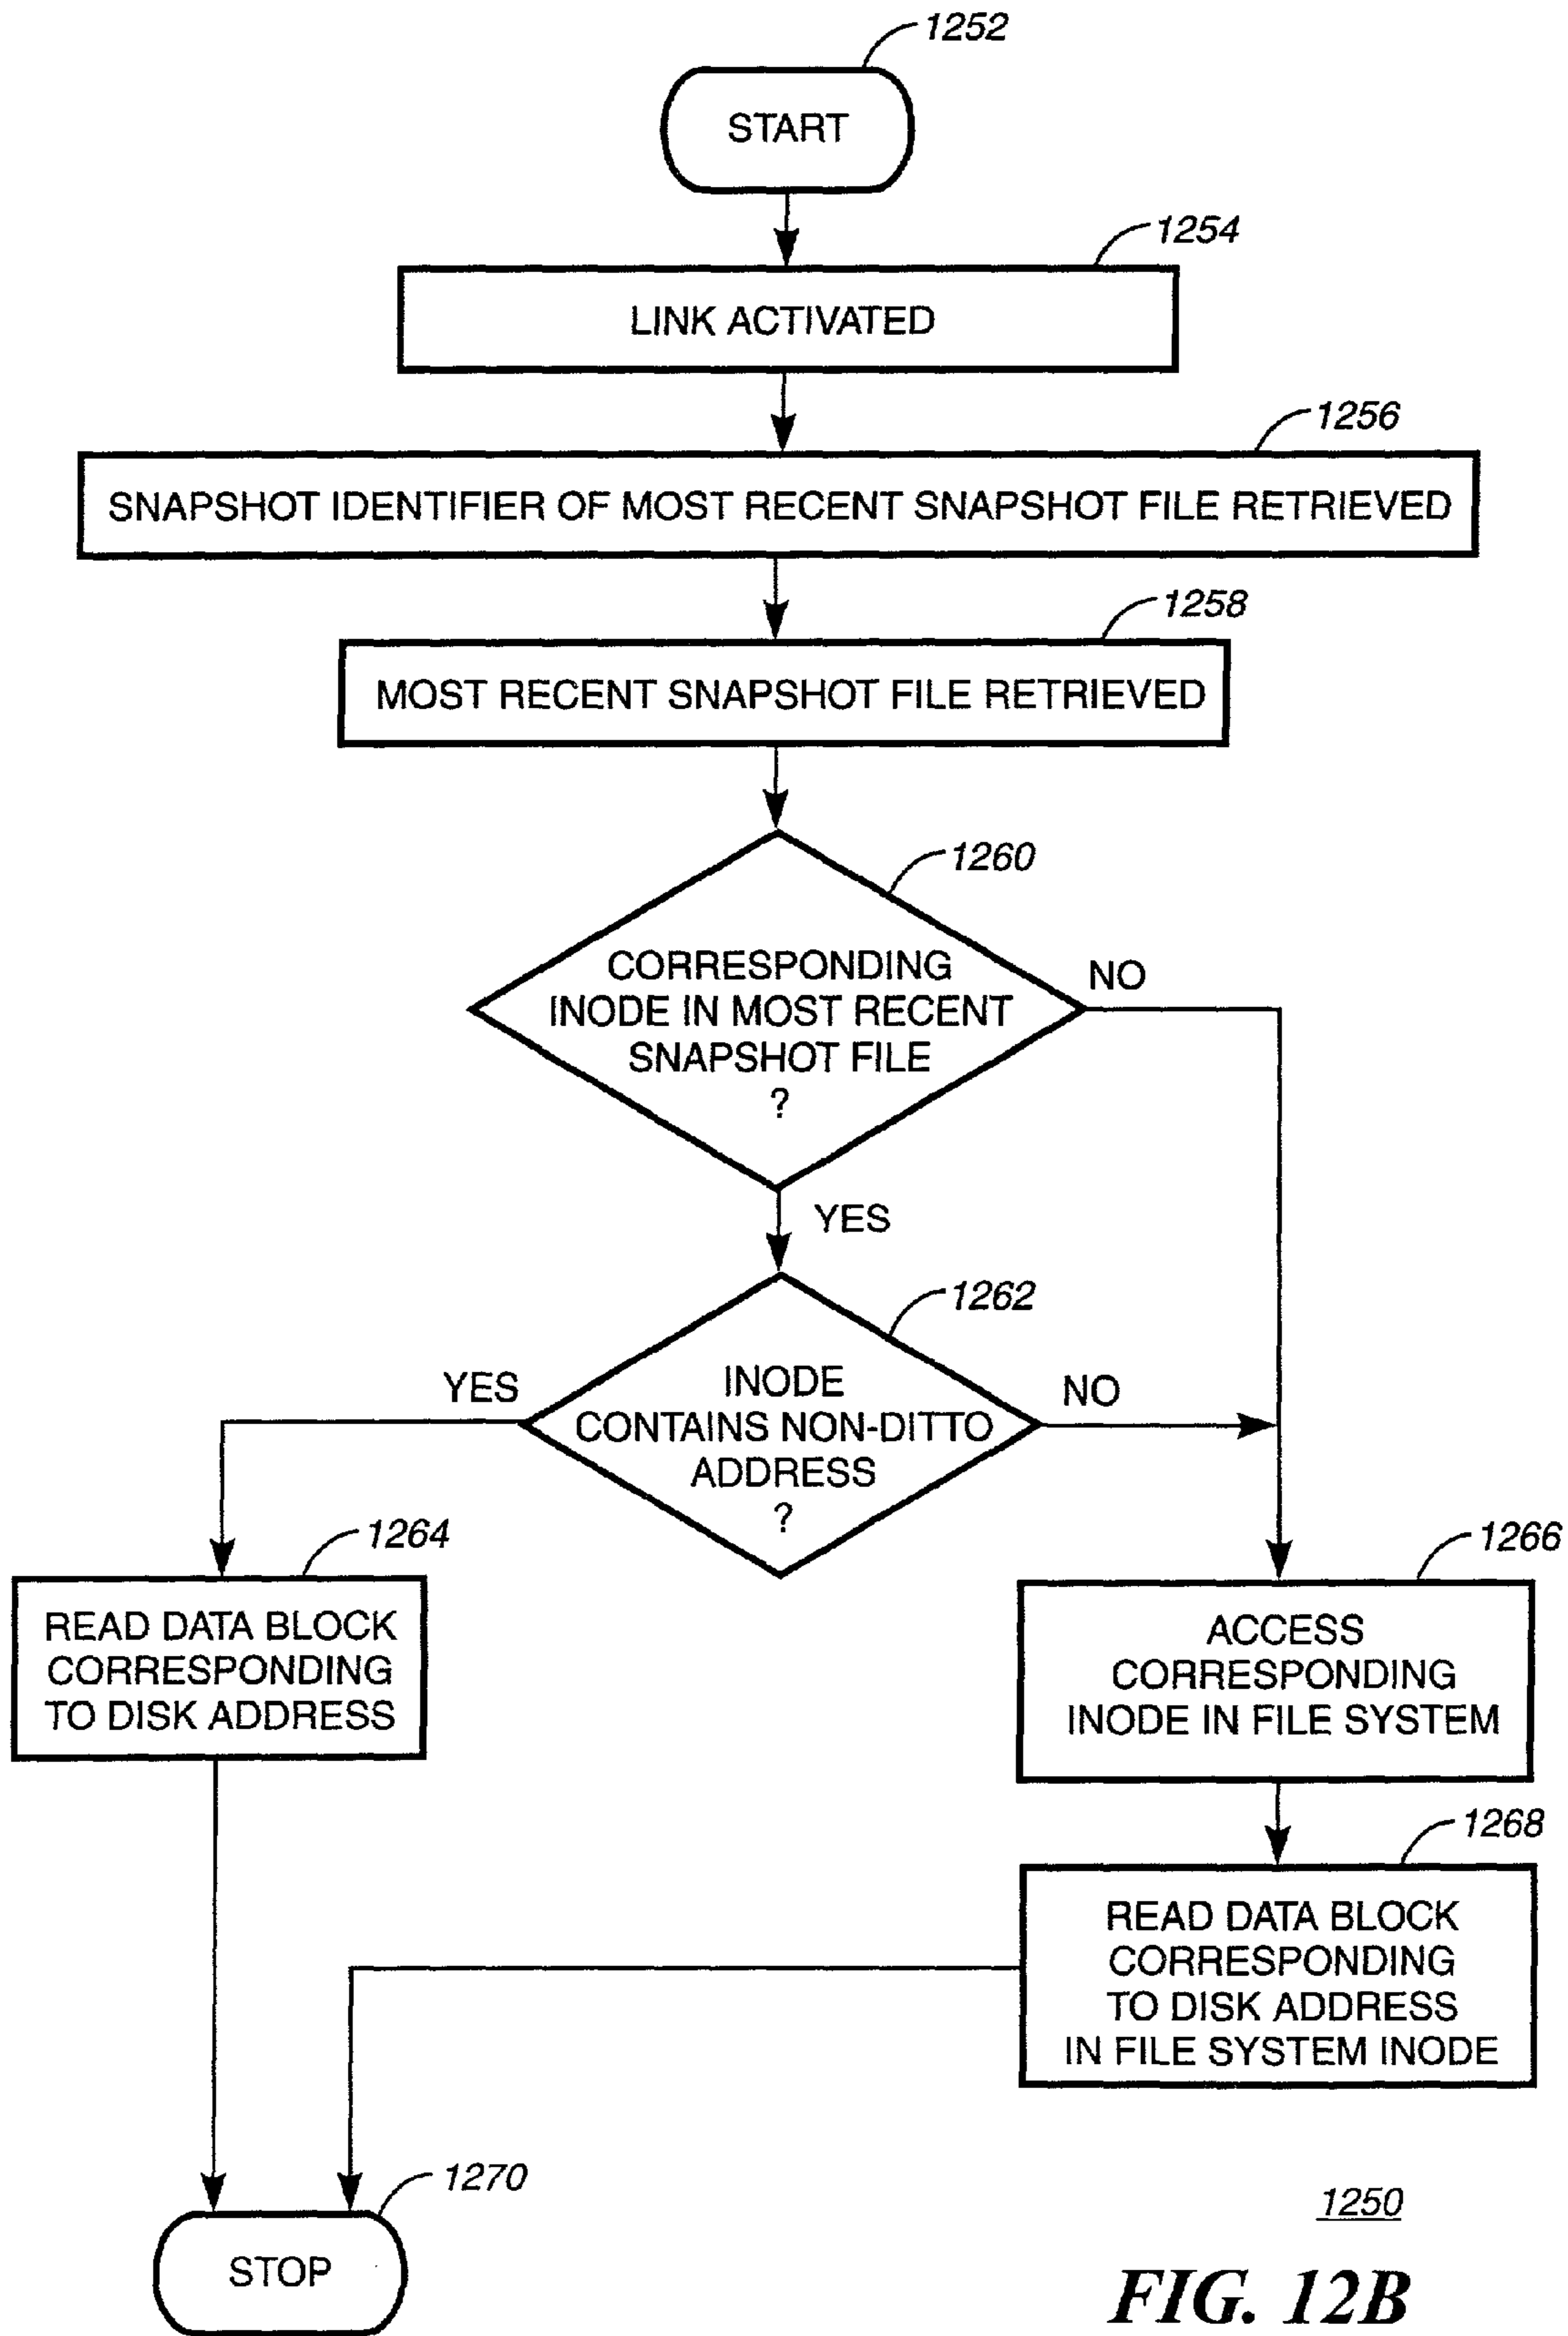 1252
START
1254
LINK ACTIVATED
1256
SNAPSHOT IDENTIFIER OF MOST RECENT SNAPSHOT FILE RETRIEVED
1258
MOST RECENT SNAPSHOT FILE RETRIEVED
1260
CORRESPONDING
INODE IN MOST RECENT
SNAPSHOT FILE
?
NO
YES
1262
INODE
CONTAINS NON-DITTO
ADDRESS
?
YES
NO
1264
READ DATA BLOCK
CORRESPONDING
TO DISK ADDRESS
1266
ACCESS
CORRESPONDING
INODE IN FILE SYSTEM
1268
READ DATA BLOCK
CORRESPONDING
TO DISK ADDRESS
IN FILE SYSTEM INODE
1270
STOP
1250
FIG. 12B